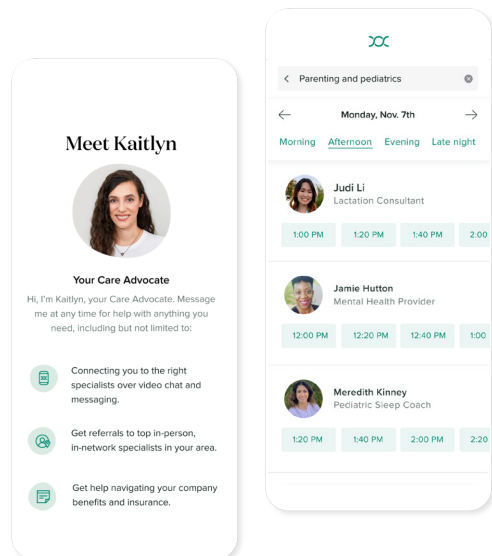 Meet Kaitlyn
Your Care Advocate
Hi, I'm Kaitlyn, your Care Advocate. Message
me at any time for help with anything you
need, including but not limited to:
Connecting you to the right
specialists over video chat and
messaging.
Get referrals to top in-person,
in-network specialists in your area.
Get help navigating your company
benefits and insurance.
Parenting and pediatrics
Monday, Nov. 7th
Morning Afternoon Evening Late night
Judi Li
Lactation Consultant
1:00 PM 1:20 PM 1:40 PM 2:00
Jamie Hutton
Mental Health Provider
12:00 PM 12:20 PM 12:40 PM 1:00
Meredith Kinney
Pediatric Sleep Coach
1:20 PM 1:40 PM 2:00 PM 2:20